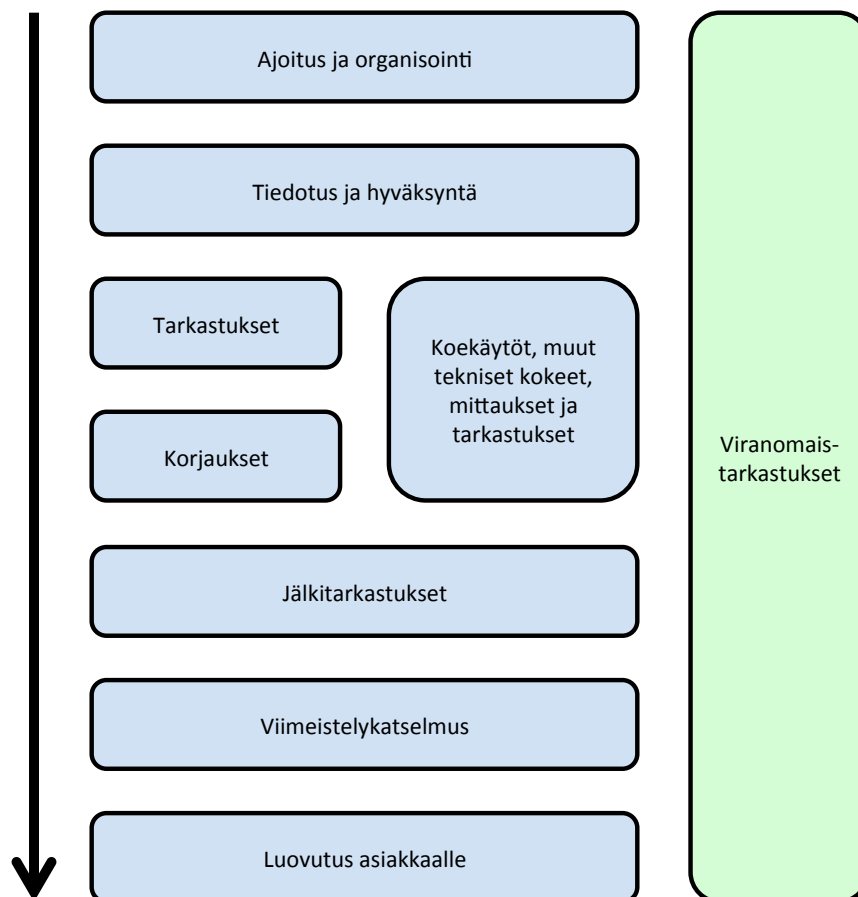 Ajoitus ja organisointi
Tiedotus ja hyväksyntä
Tarkastukset
Korjaukset
Koekäytöt, muut
tekniset kokeet,
mittaukset ja
tarkastukset
Jälkitarkastukset
Viimeistelykatselmus
Luovutus asiakkaalle
Viranomais-
tarkastukset